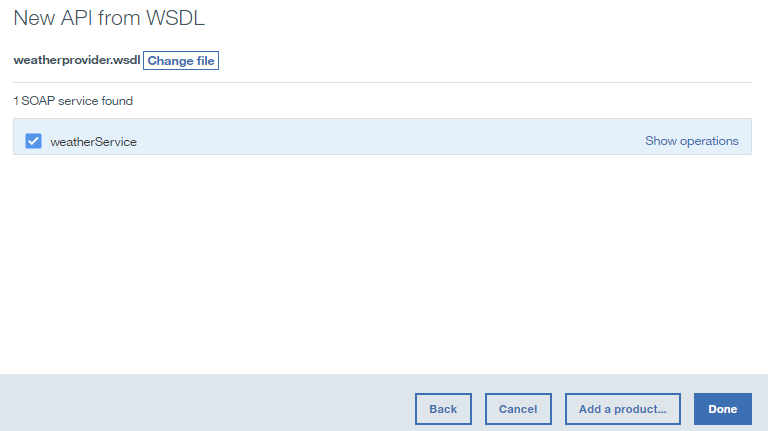 New API from WSDL
weatherprovider.wsdl Change file
1 SOAP service found
weatherService Show operations
Back Cancel Add a product... Done